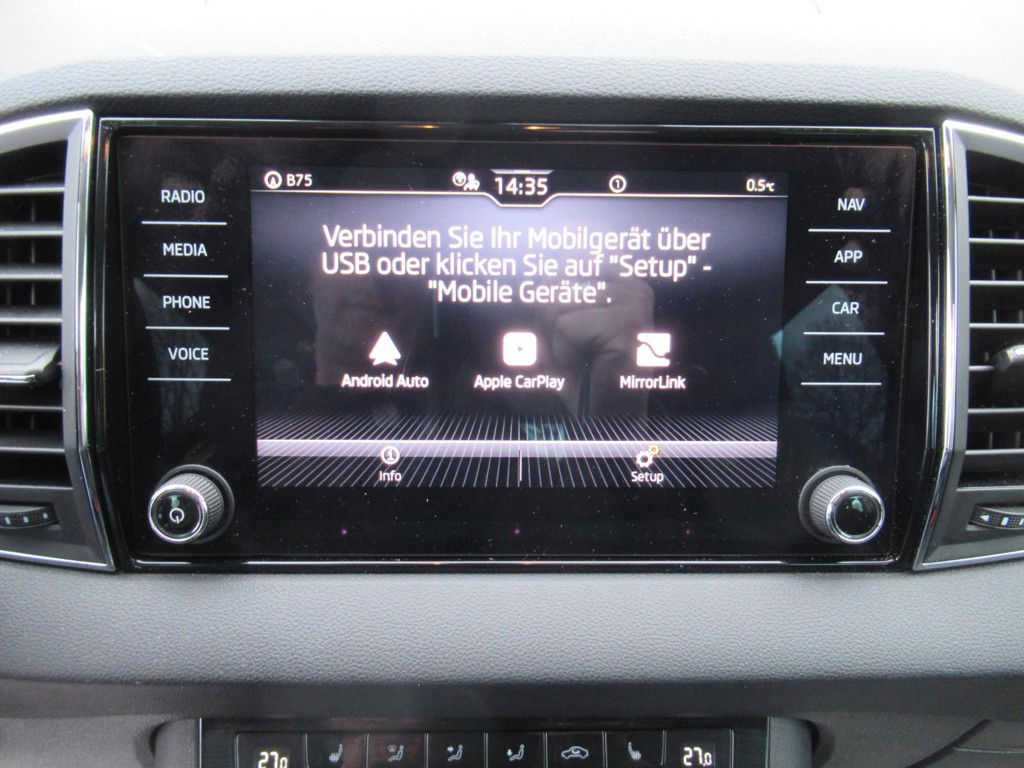 B75
14:35
1
0.5°C
RADIO
MEDIA
PHONE
VOICE
Verbinden Sie Ihr Mobilgerät über
USB oder klicken Sie auf "Setup" -
"Mobile Geräte".
Android Auto
Apple CarPlay
MirrorLink
Info
Setup
NAV
APP
CAR
MENU
27.0
27.0